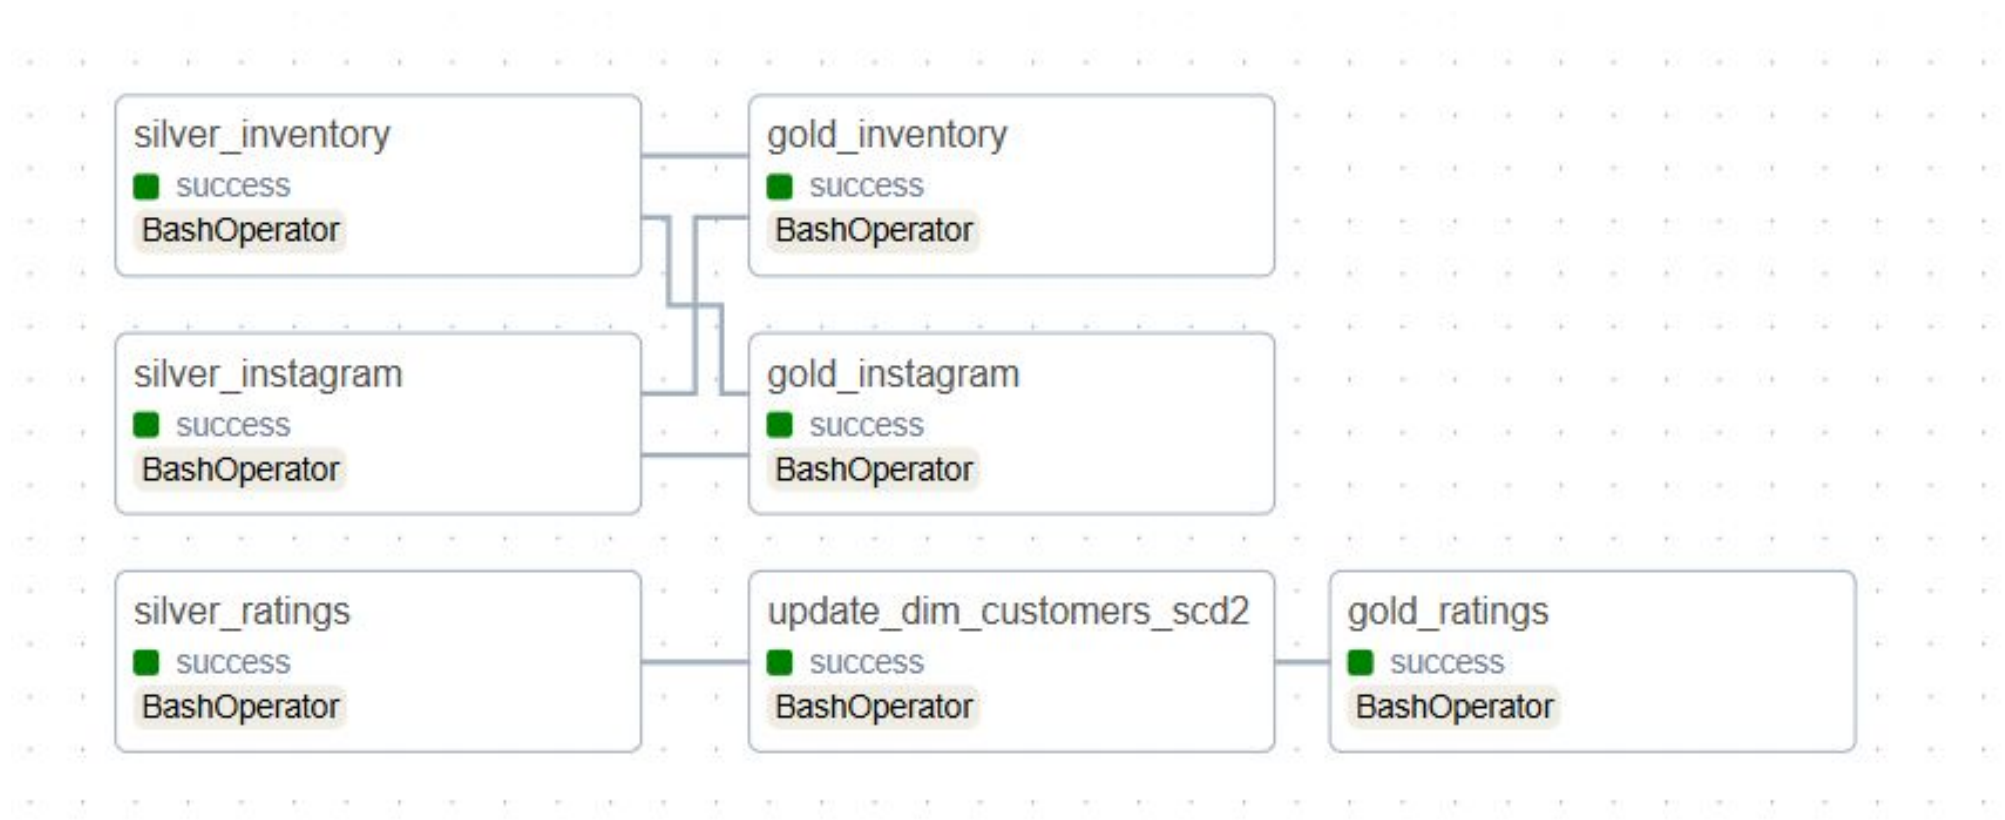 silver_inventory
success
BashOperator
gold_inventory
success
BashOperator
silver_instagram
success
BashOperator
gold_instagram
success
BashOperator
silver_ratings
success
BashOperator
update_dim_customers_scd2
success
BashOperator
gold_ratings
success
BashOperator